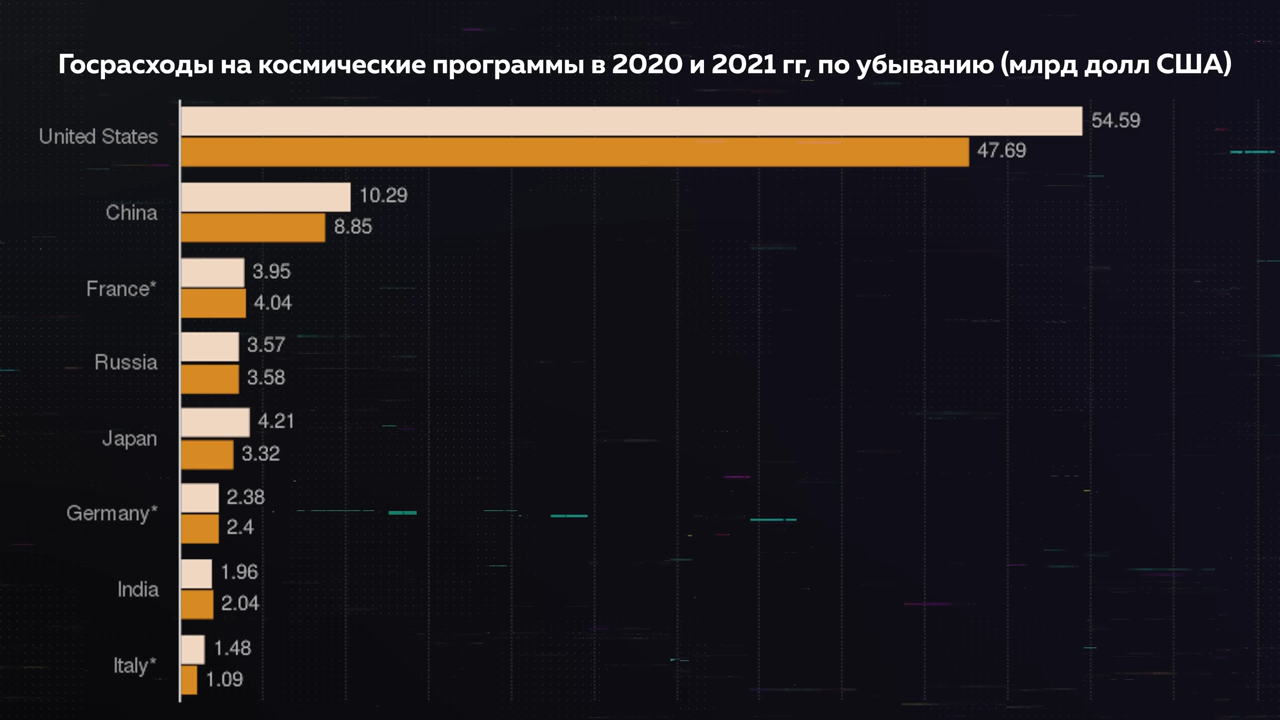 Госрасходы на космические программы в 2020 и 2021 гг, по убыванию (млрд долл США)
United States
54.59
47.69
China
10.29
8.85
France*
3.95
4.04
Russia
3.57
3.58
Japan
4.21
3.32
Germany*
2.38
2.4
India
1.96
2.04
Italy*
1.48
1.09